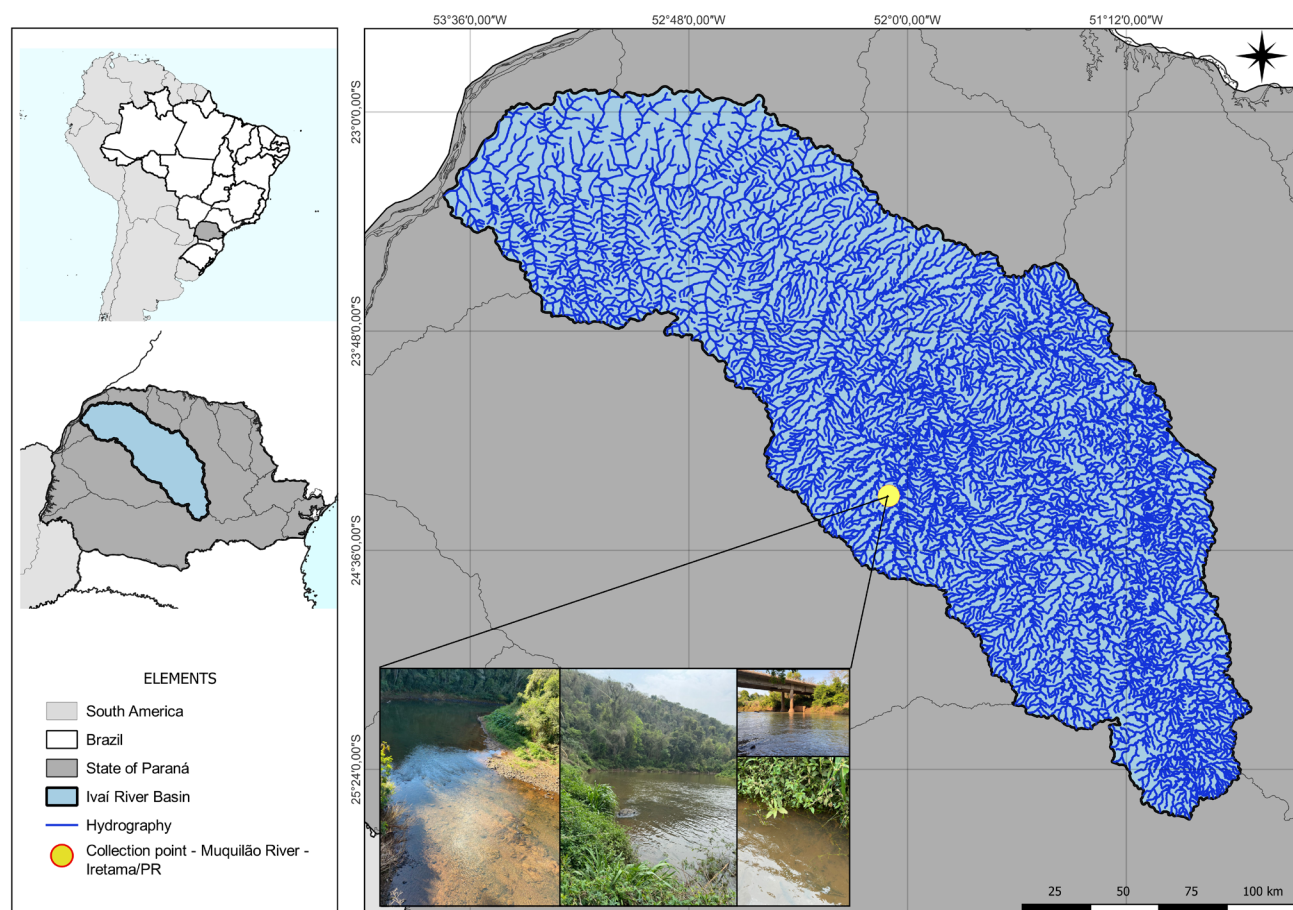 53°36'0,00"W
52°48'0,00"W
52°0'0,00"W
51°12'0,00"W
23°0'0,00"S
23°48'0,00"S
24°36'0,00"S
25°24'0,00"S
ELEMENTS
South America
Brazil
State of Paraná
Ivaí River Basin
Hydrography
Collection point - Muquilão River -
Iretama/PR
25 50 75 100 km